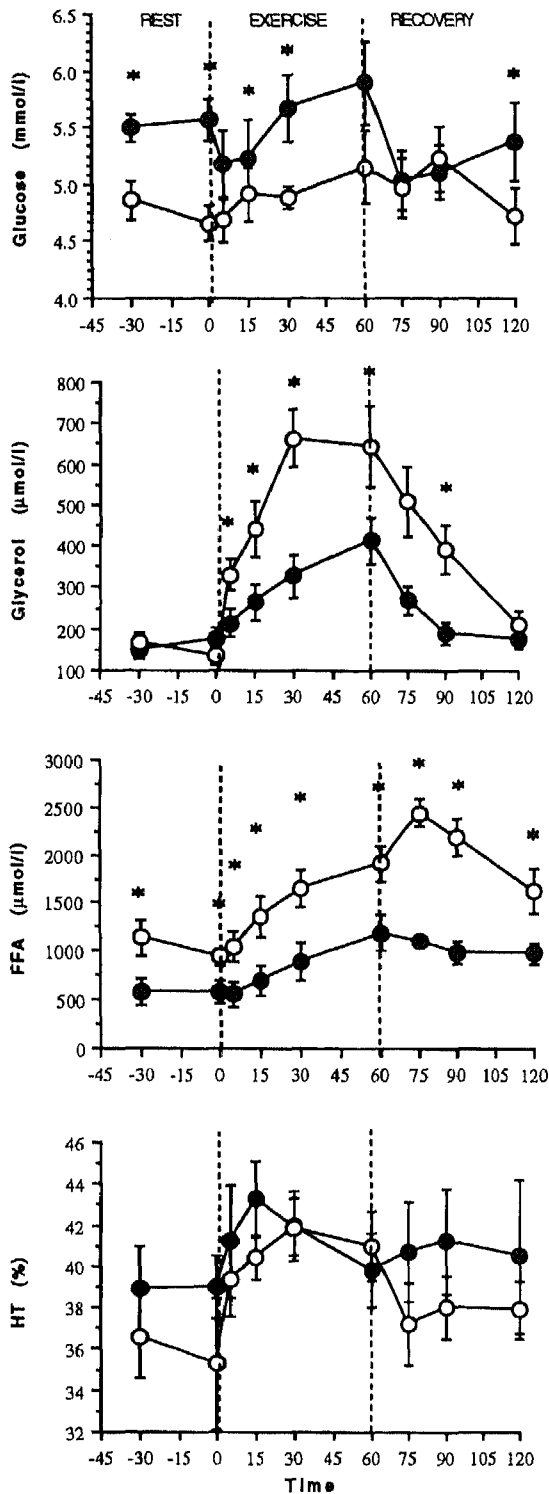 REST EXERCISE RECOVERY
Glucose (mmol/l)
6.5
6.0
5.5
5.0
4.5
4.0
* * * * *
-45 -30 -15 0 15 30 45 60 75 90 105 120
Glycerol (μmol/l)
800
700
600
500
400
300
200
100
* * * * *
-45 -30 -15 0 15 30 45 60 75 90 105 120
FFA (μmol/l)
3000
2500
2000
1500
1000
500
0
* * * * * * * * *
-45 -30 -15 0 15 30 45 60 75 90 105 120
HT (%)
46
44
42
40
38
36
34
32
-45 -30 -15 0 15 30 45 60 75 90 105 120
Time